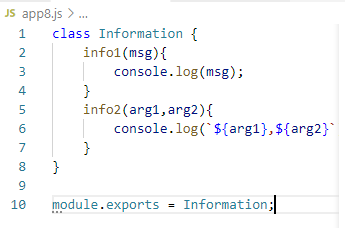 JS app8.js > ...
1 class Information {
2     info1(msg){
3         console.log(msg);
4     }
5     info2(arg1,arg2){
6         console.log(`${arg1},${arg2}`
7     }
8 }
9
10 module.exports = Information;